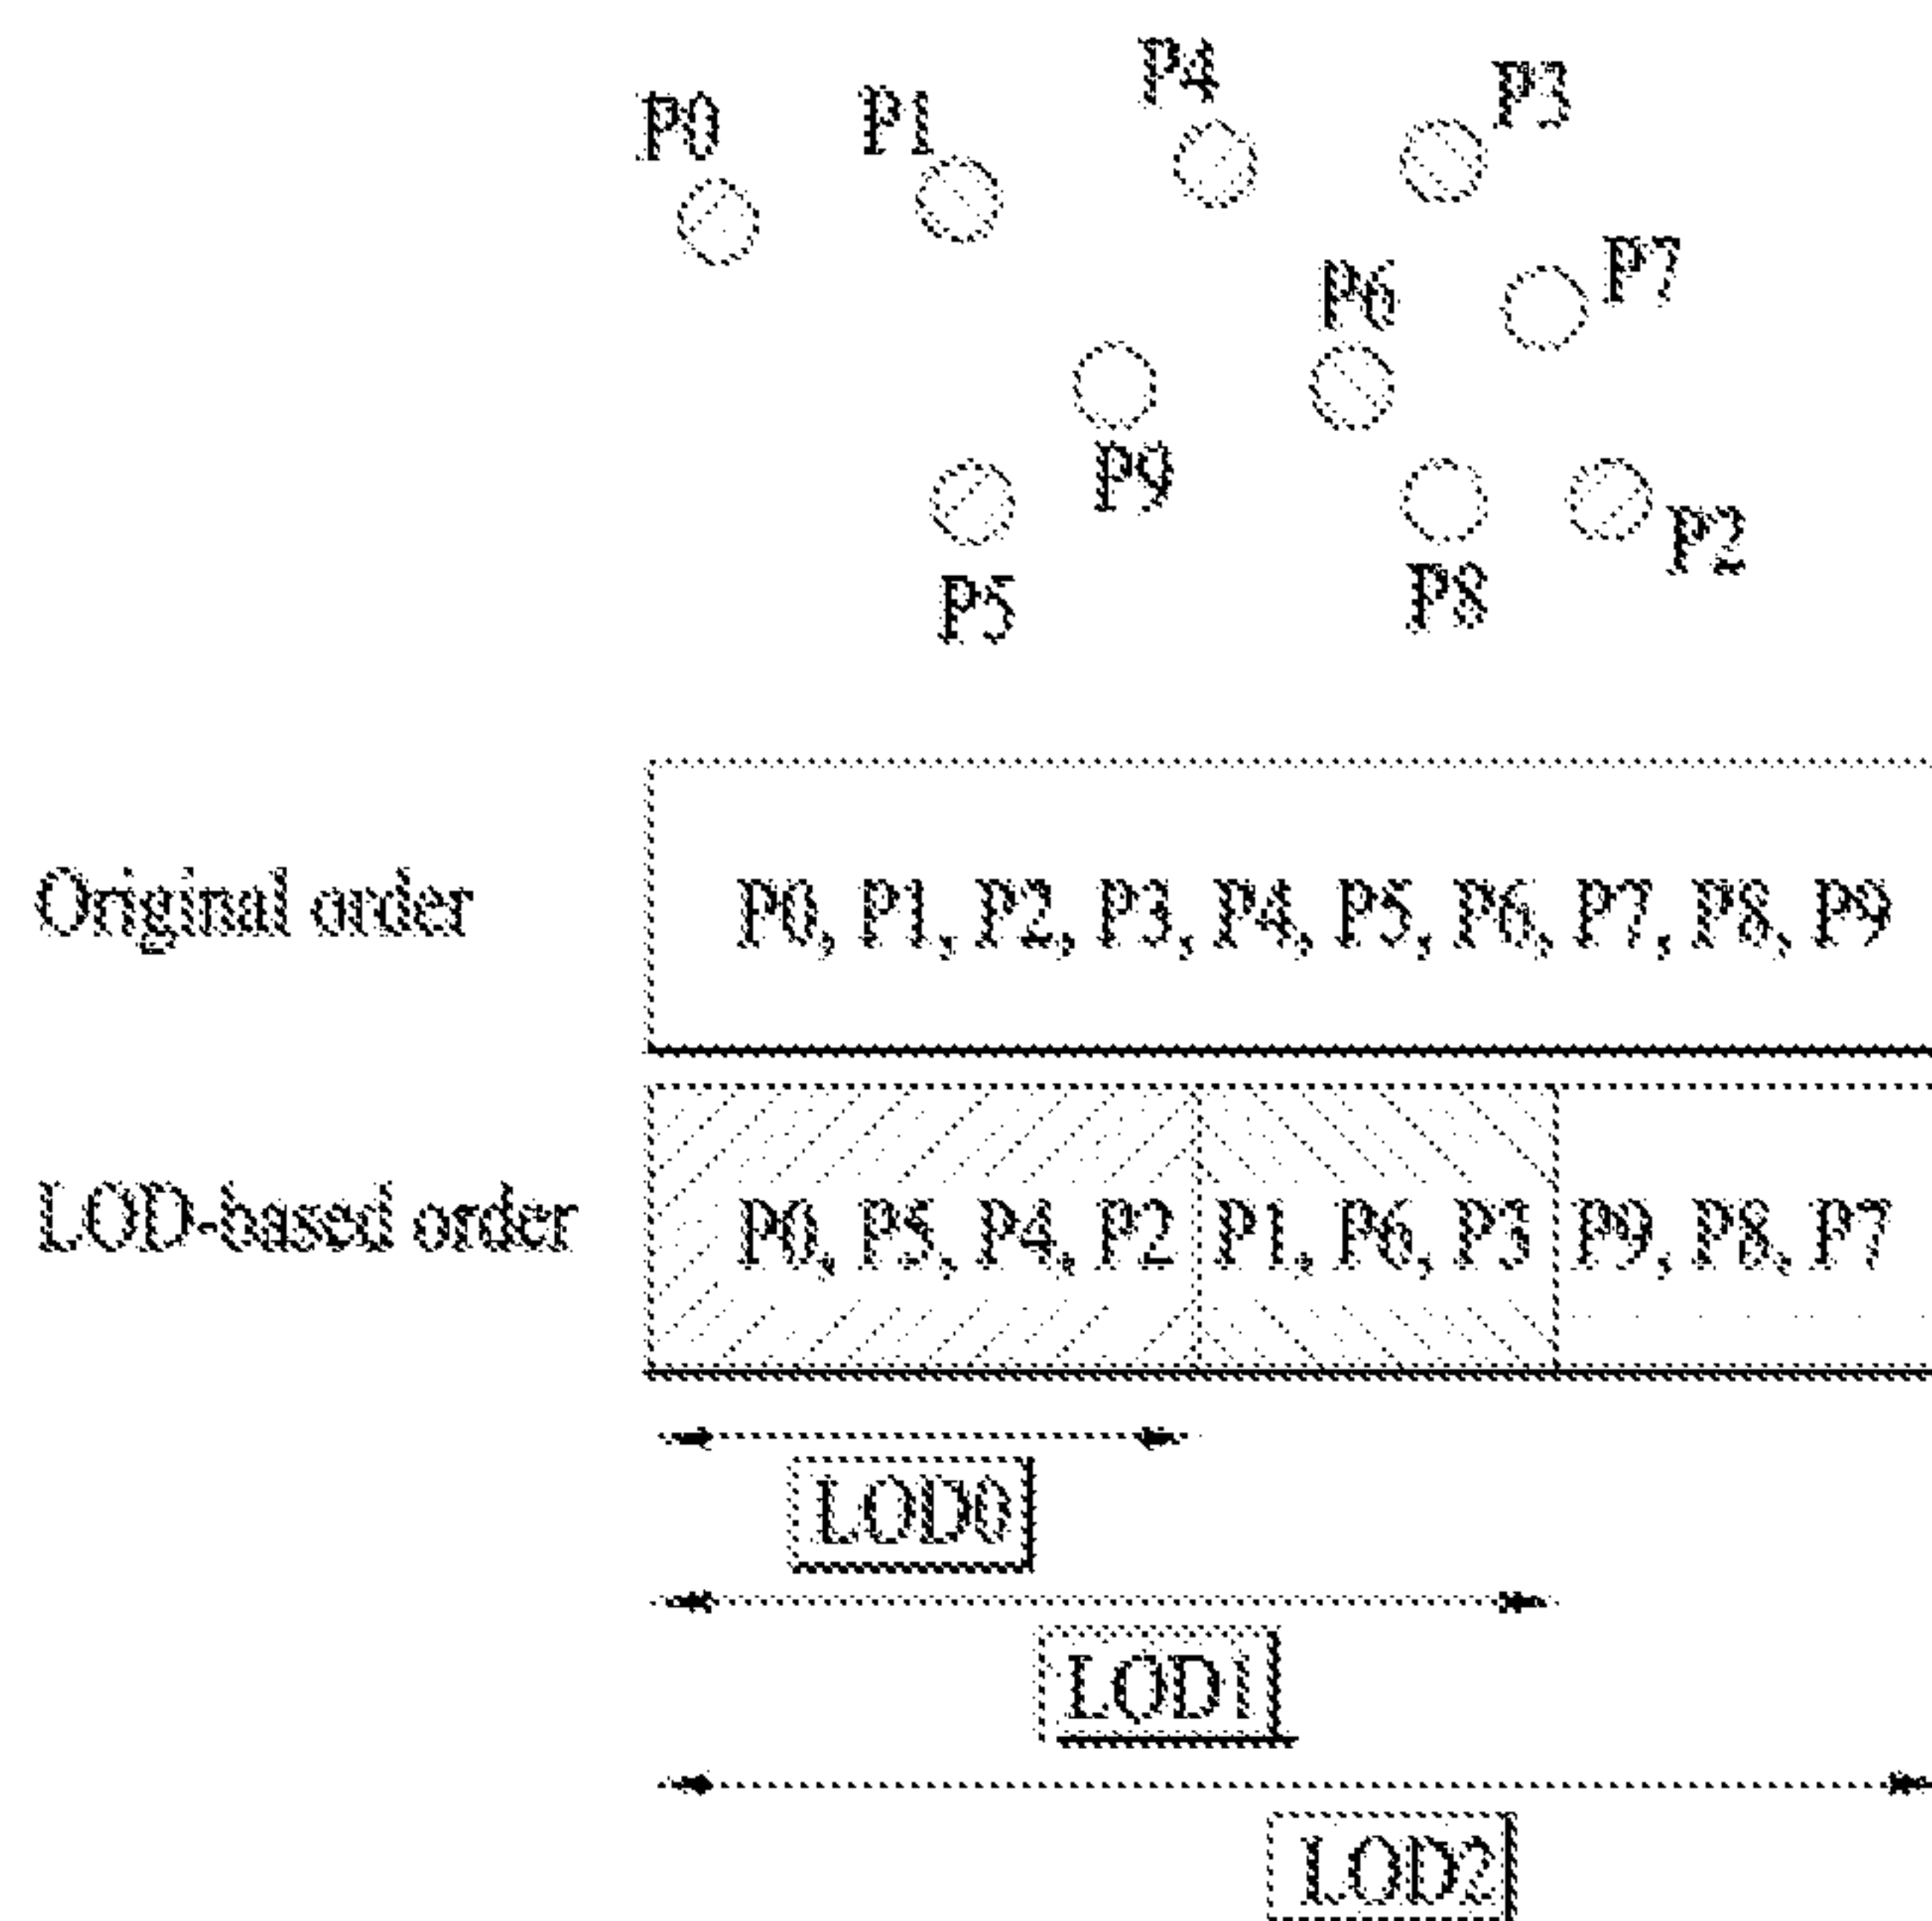 P4
P3
P0
P1
P7
P6
P9
P2
P5
P8
Original order
P0, P1, P2, P3, P4, P5, P6, P7, P8, P9
LOD-based order
P0, P5, P4, P2
P1, P6, P3
P9, P8, P7
LOD0
LOD1
LOD2